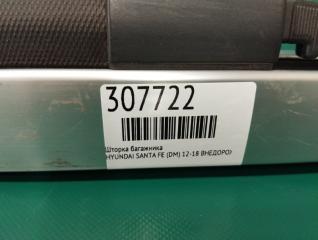 307722
Шторка багажника
HYUNDAI SANTA FE (DM) 12-18 ВНЕДОРО